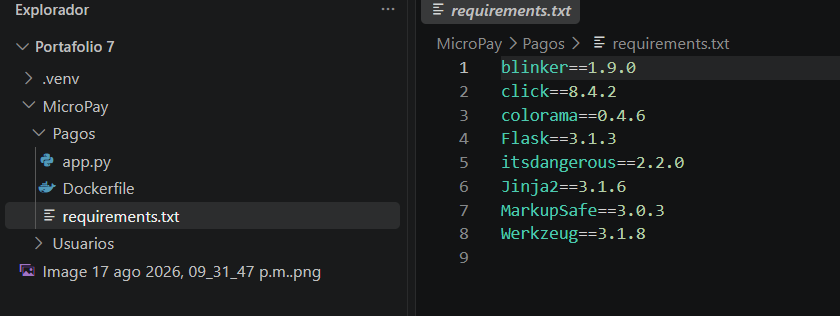 Explorador
Portafolio 7
.venv
MicroPay
Pagos
app.py
Dockerfile
requirements.txt
Usuarios
Image 17 ago 2026, 09_31_47 p.m..png
requirements.txt
MicroPay > Pagos > requirements.txt
1 blinker==1.9.0
2 click==8.4.2
3 colorama==0.4.6
4 Flask==3.1.3
5 itsdangerous==2.2.0
6 Jinja2==3.1.6
7 MarkupSafe==3.0.3
8 Werkzeug==3.1.8
9